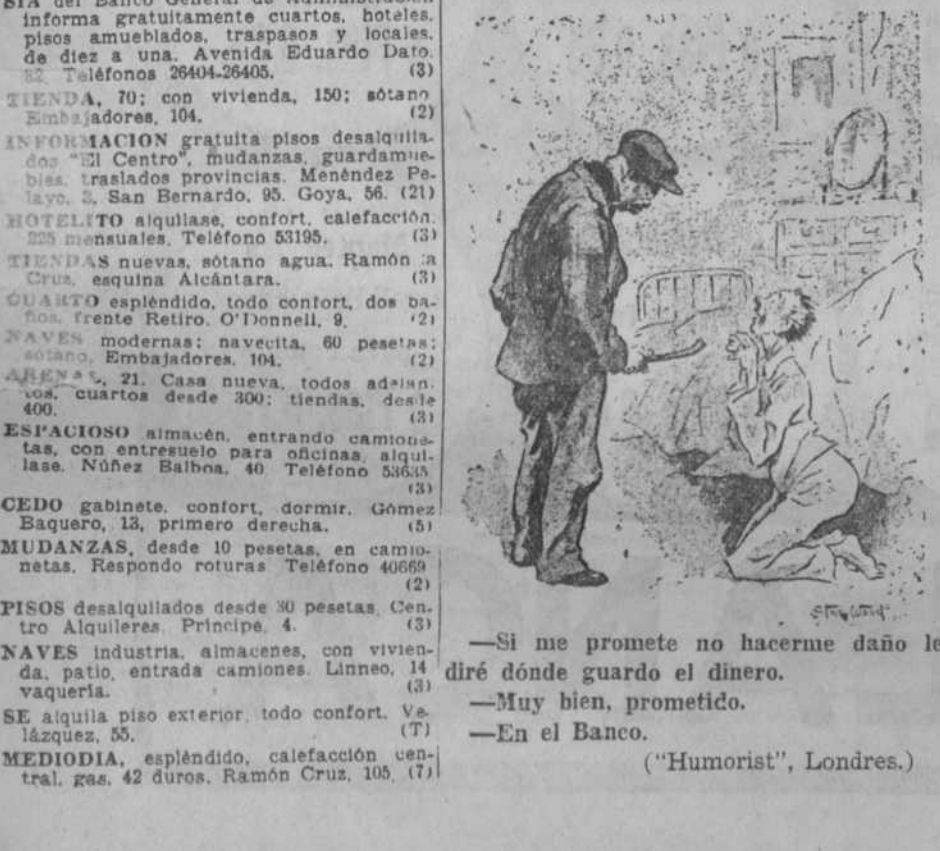 SIA del Banco General de Administración
informa gratuitamente cuartos, hoteles,
pisos amueblados, traspasos y locales,
de diez a una. Avenida Eduardo Dato,
32. Teléfonos 26404-26405. (3)
TIENDA, 70; con vivienda, 150; sótano
Embajadores, 104. (2)
INFORMACION gratuita pisos desalquila-
dos "El Centro", mudanzas, guardamue-
bles, traslados provincias. Menéndez Pe-
layo, 3. San Bernardo, 95. Goya, 56. (21)
HOTELITO alquílase, confort, calefacción.
225 mensuales. Teléfono 53195. (3)
TIENDAS nuevas, sótano agua. Ramón la
Cruz, esquina Alcántara. (3)
CUARTO espléndido, todo confort, dos ba-
ños, frente Retiro. O'Donnell, 9. (2)
NAVES modernas; navecita, 60 pesetas;
sótano. Embajadores, 104. (2)
ARENAL, 21. Casa nueva, todos adelan-
tos, cuartos desde 300; tiendas, desde
400. (3)
ESPACIOSO almacén, entrando camione-
tas, con entresuelo para oficinas, alquí-
lase. Núñez Balboa, 40 Teléfono 53635
(3)
CEDO gabinete, confort, dormir. Gómez
Baquero, 13, primero derecha. (5)
MUDANZAS, desde 10 pesetas, en camio-
netas. Respondo roturas Teléfono 40669
(2)
PISOS desalquilados desde 30 pesetas. Cen-
tro Alquileres. Príncipe, 4. (3)
NAVES industria, almacenes, con vivien-
da, patio, entrada camiones. Linneo, 14
vaquería. (3)
SE alquila piso exterior, todo confort. Ve-
lázquez, 55. (T)
MEDIODIA, espléndido, calefacción cen-
tral, gas, 42 duros. Ramón Cruz, 105. (7)
—Si me promete no hacerme daño le
diré dónde guardo el dinero.
—Muy bien, prometido.
—En el Banco.
("Humorist", Londres.)